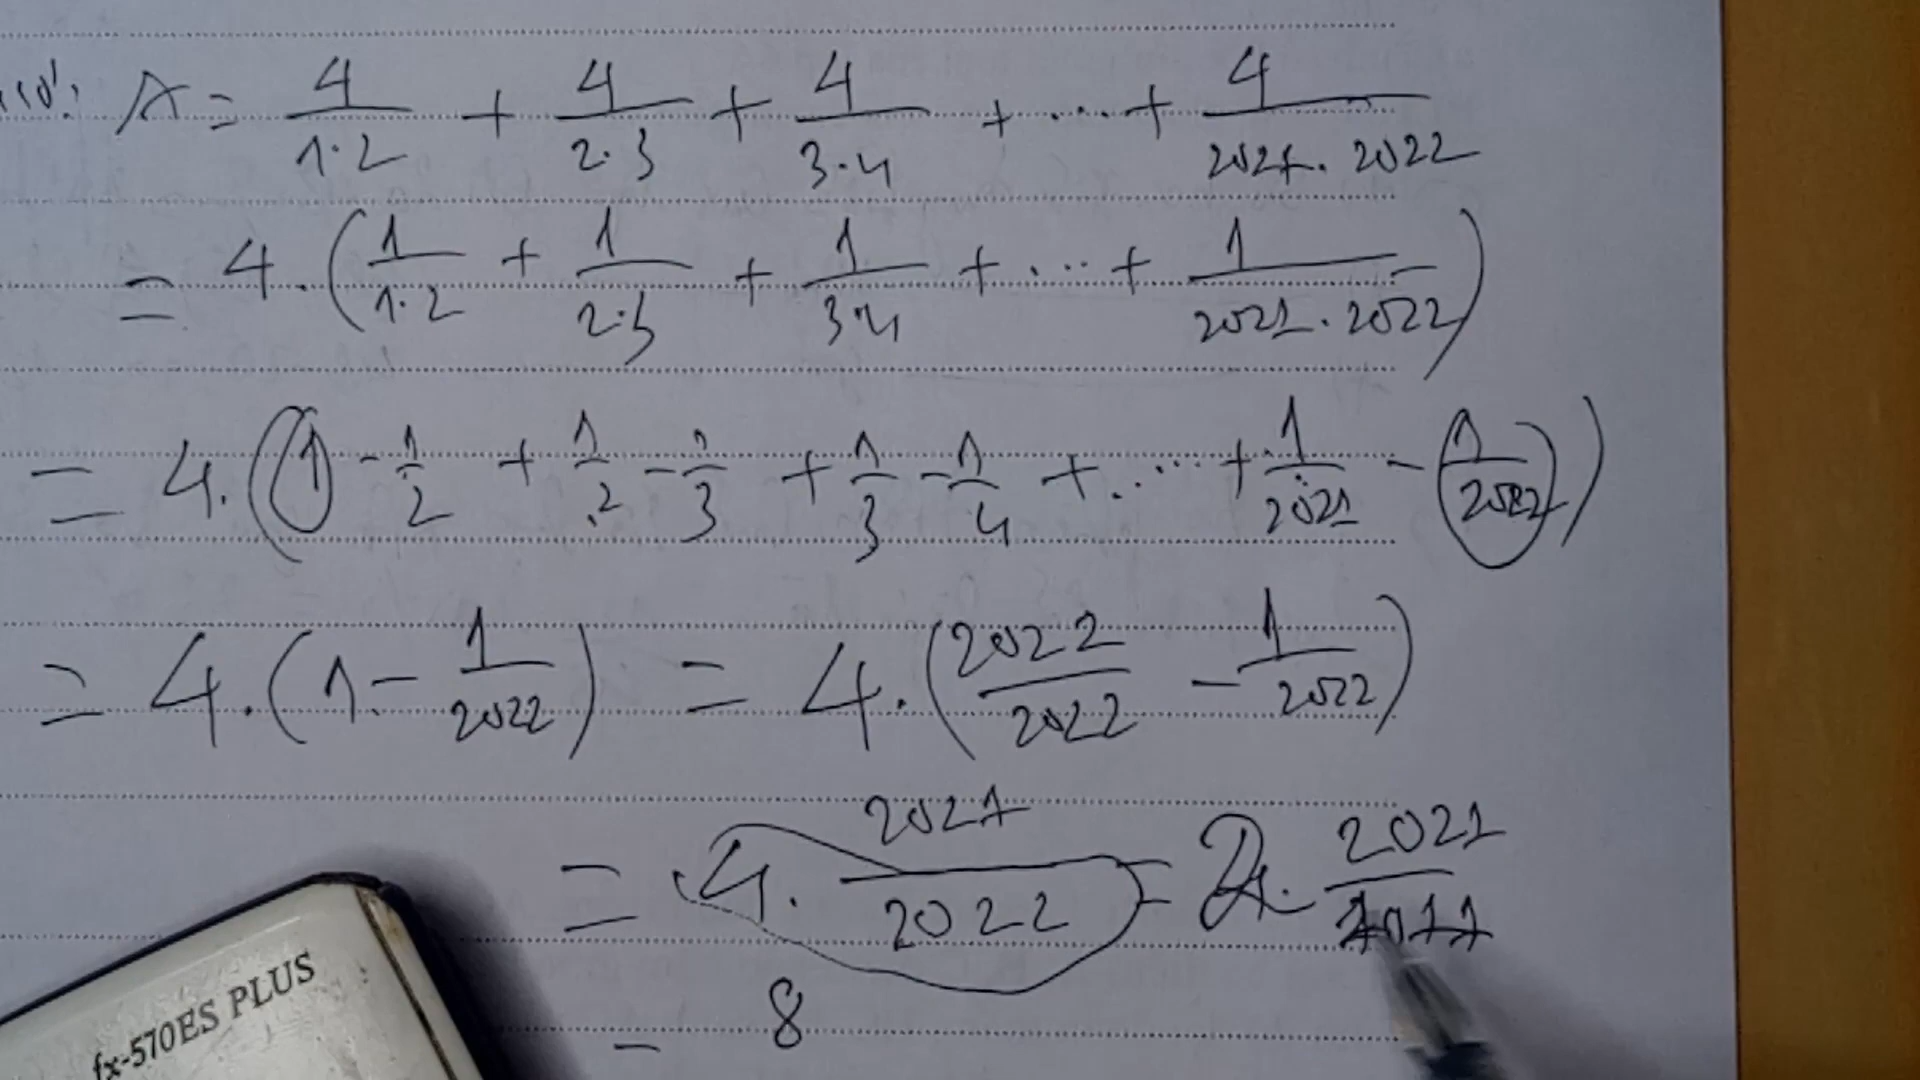 A = 4/1·2 + 4/2·3 + 4/3·4 + ... + 4/2021·2022
= 4·(1/1·2 + 1/2·3 + 1/3·4 + ... + 1/2021·2022)
= 4·(1 - 1/2 + 1/2 - 1/3 + 1/3 - 1/4 + ... + 1/2021 - 1/2022)
= 4·(1 - 1/2022) = 4·(2022/2022 - 1/2022)
= 4·2021/2022 = 2·2021/1011
= 8
fx-570ES PLUS